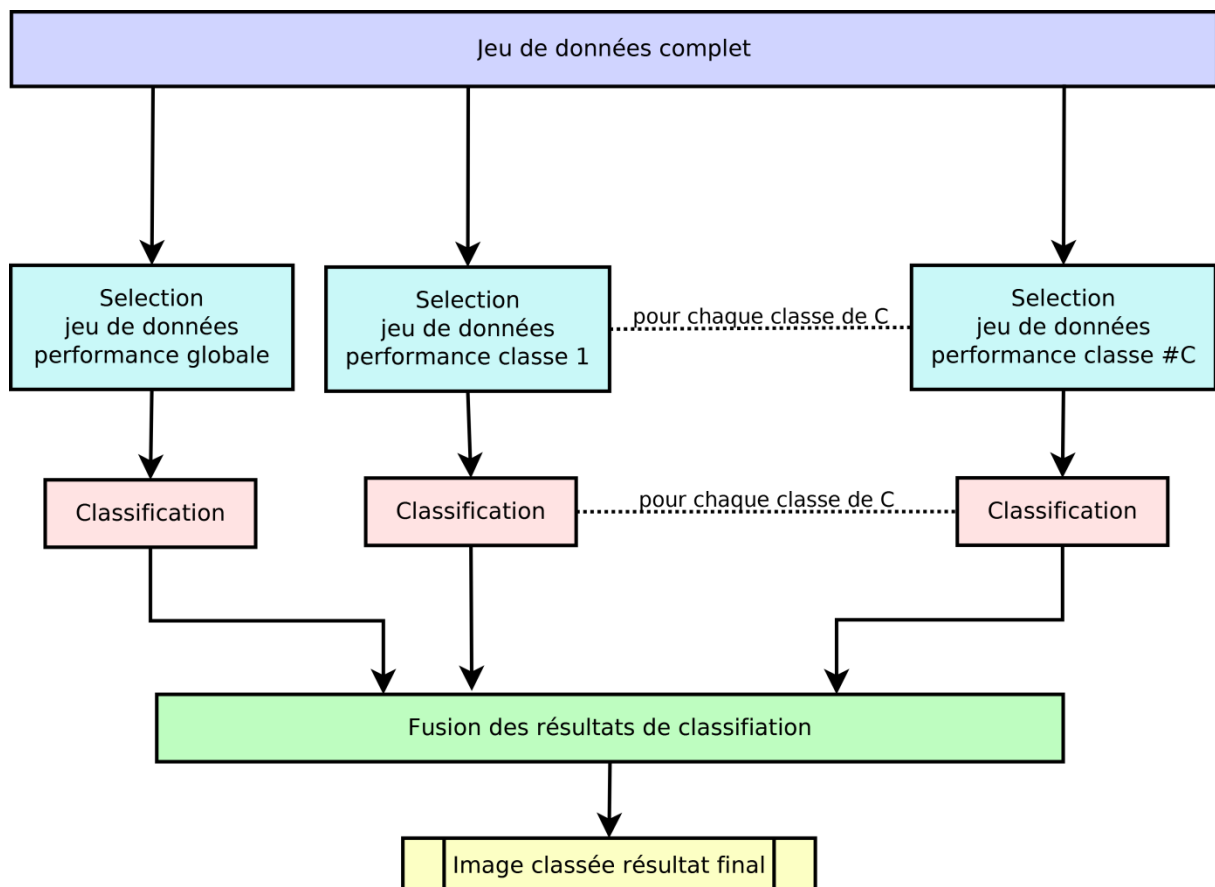 Jeu de données complet
Selection
jeu de données
performance globale
Selection
jeu de données
performance classe 1
pour chaque classe de C
Selection
jeu de données
performance classe #C
Classification
Classification
pour chaque classe de C
Classification
Fusion des résultats de classifiation
Image classée résultat final